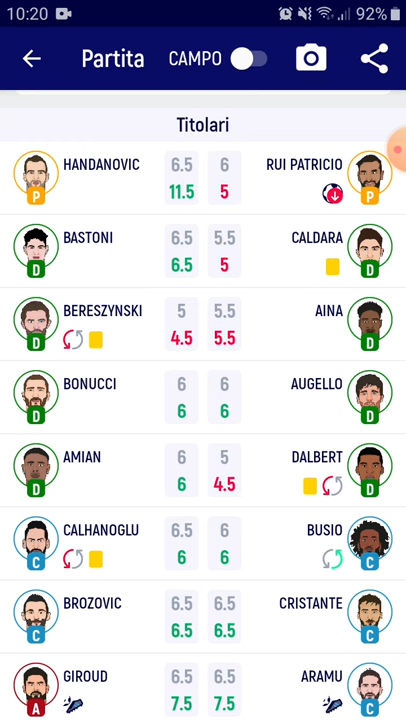 10:20 92%
Partita CAMPO
Titolari
HANDANOVIC 6.5 6 RUI PATRICIO
P 11.5 5 P
BASTONI 6.5 5.5 CALDARA
D 6.5 5 D
BERESZYNSKI 5 5.5 AINA
D 4.5 5.5 D
BONUCCI 6 6 AUGELLO
D 6 6 D
AMIAN 6 5 DALBERT
D 6 4.5 D
CALHANOGLU 6.5 6 BUSIO
C 6 6 C
BROZOVIC 6.5 6.5 CRISTANTE
C 6.5 6.5 C
GIROUD 6.5 6.5 ARAMU
A 7.5 7.5 C